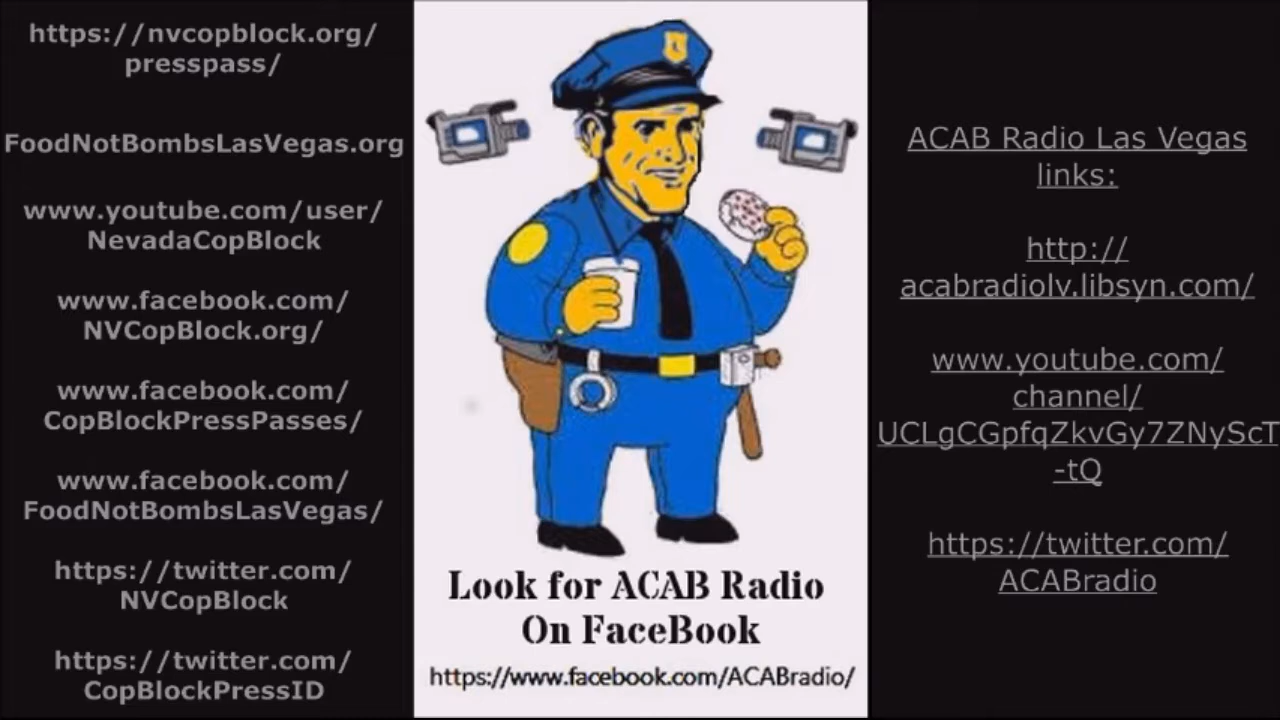 https://nvcopblock.org/
presspass/
FoodNotBombsLasVegas.org
www.youtube.com/user/
NevadaCopBlock
www.facebook.com/
NVCopBlock.org/
www.facebook.com/
CopBlockPressPasses/
www.facebook.com/
FoodNotBombsLasVegas/
https://twitter.com/
NVCopBlock
https://twitter.com/
CopBlockPressID
Look for ACAB Radio
On FaceBook
https://www.facebook.com/ACABradio/
ACAB Radio Las Vegas
links:
http://
acabradiolv.libsyn.com/
www.youtube.com/
channel/
UCLgCGpfqZkvGy7ZNyScT
-tQ
https://twitter.com/
ACABradio